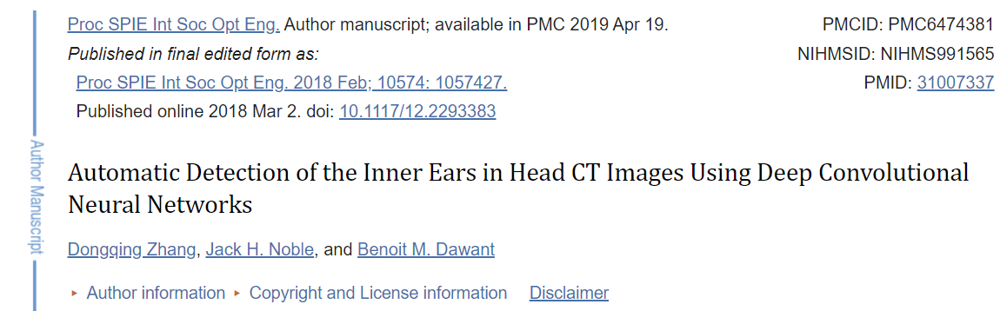 Proc SPIE Int Soc Opt Eng. Author manuscript; available in PMC 2019 Apr 19.
PMCID: PMC6474381
Published in final edited form as:
NIHMSID: NIHMS991565
Proc SPIE Int Soc Opt Eng. 2018 Feb; 10574: 1057427.
PMID: 31007337
Published online 2018 Mar 2. doi: 10.1117/12.2293383
Author Manuscript
Automatic Detection of the Inner Ears in Head CT Images Using Deep Convolutional
Neural Networks
Dongqing Zhang, Jack H. Noble, and Benoit M. Dawant
▸ Author information ▸ Copyright and License information Disclaimer